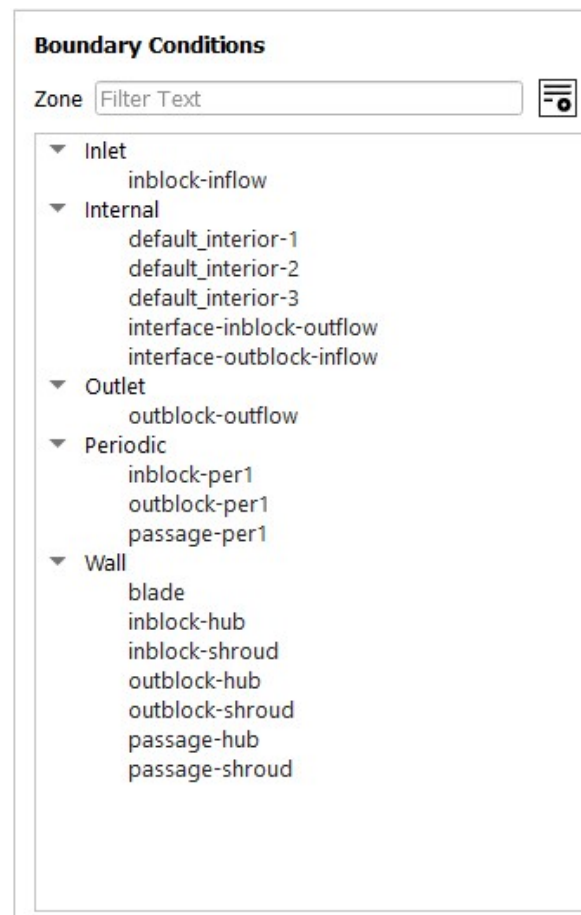 Boundary Conditions
Zone Filter Text
Inlet
inblock-inflow
Internal
default_interior-1
default_interior-2
default_interior-3
interface-inblock-outflow
interface-outblock-inflow
Outlet
outblock-outflow
Periodic
inblock-per1
outblock-per1
passage-per1
Wall
blade
inblock-hub
inblock-shroud
outblock-hub
outblock-shroud
passage-hub
passage-shroud